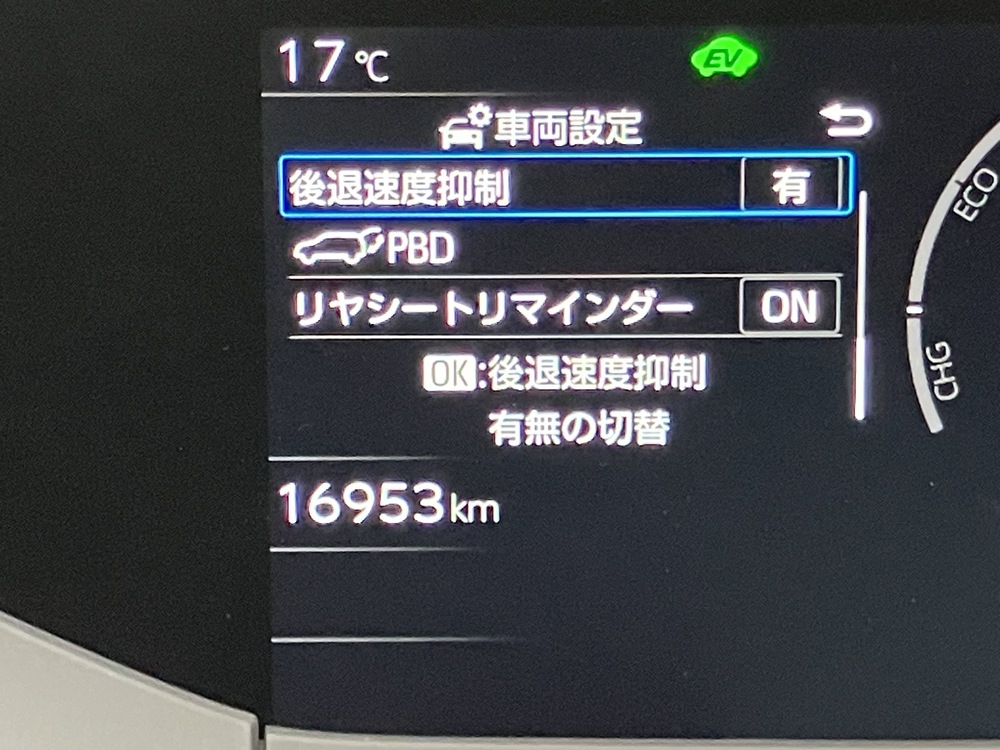 17℃
EV
車両設定
後退速度抑制 有
PBD
リヤシートリマインダー ON
OK:後退速度抑制
有無の切替
16953km
ECO
CHG